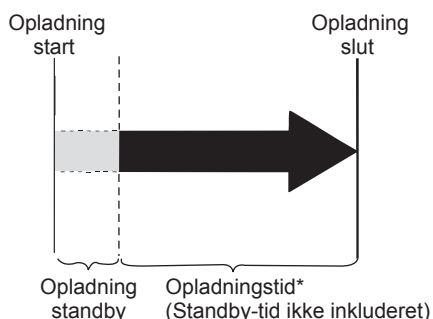 Opladning
start
Opladning
slut
Opladning
standby
Opladningstid*
(Standby-tid ikke inkluderet)